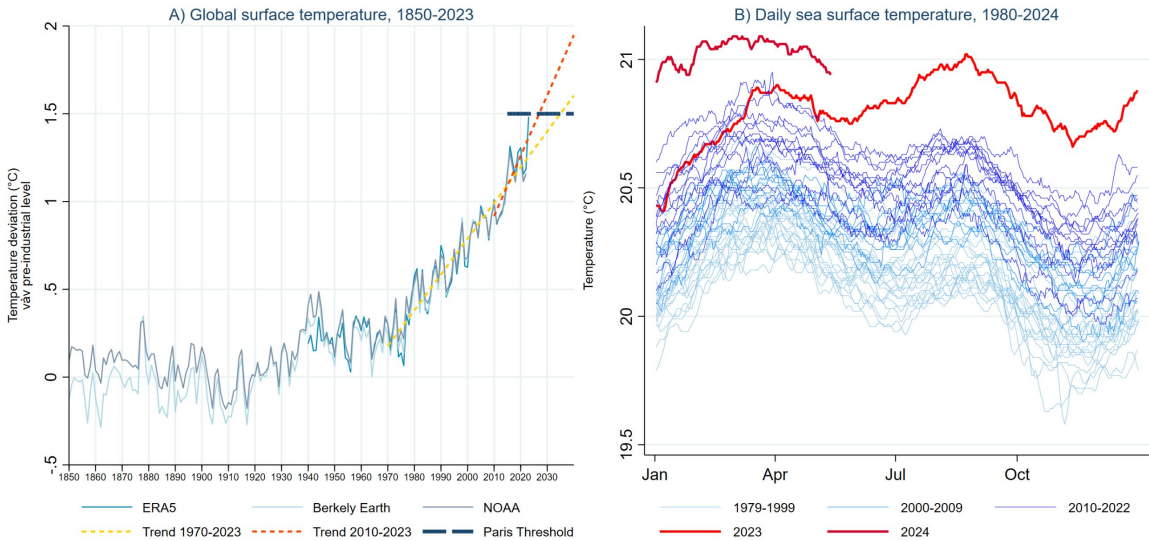 A) Global surface temperature, 1850-2023
2
1.5
1
.5
0
-.5
Temperature deviation (°C)
váv pre-industrial level
1850 1860 1870 1880 1890 1900 1910 1920 1930 1940 1950 1960 1970 1980 1990 2000 2010 2020 2030
ERA5 Berkely Earth NOAA
Trend 1970-2023 Trend 2010-2023 Paris Threshold
B) Daily sea surface temperature, 1980-2024
21
20.5
20
19.5
Temperature (°C)
Jan Apr Jul Oct
1979-1999 2000-2009 2010-2022
2023 2024